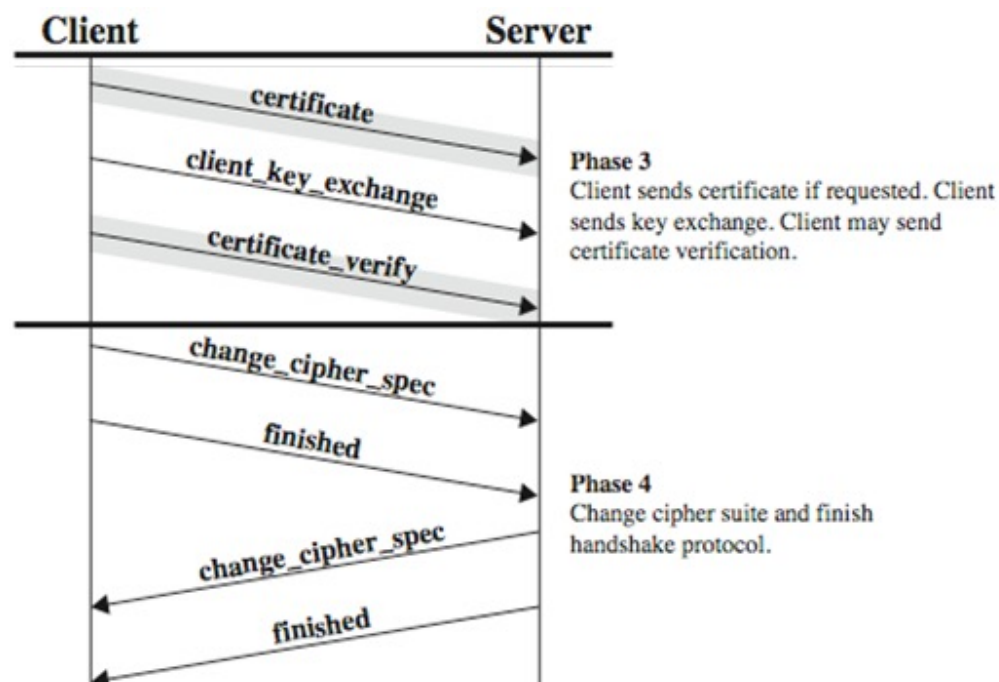 Client
Server
certificate
client_key_exchange
certificate_verify
Phase 3
Client sends certificate if requested. Client
sends key exchange. Client may send
certificate verification.
change_cipher_spec
finished
change_cipher_spec
finished
Phase 4
Change cipher suite and finish
handshake protocol.